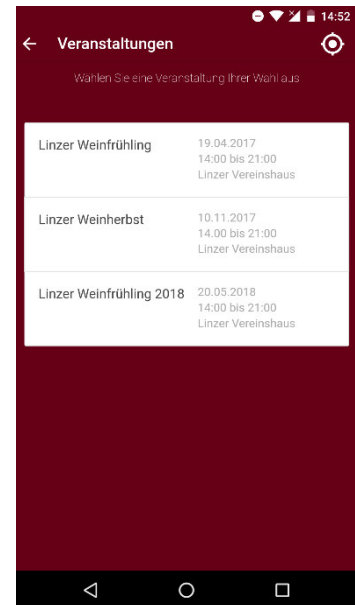 14:52
Veranstaltungen
Wählen Sie eine Veranstaltung Ihrer Wahl aus
Linzer Weinfrühling
19.04.2017
14:00 bis 21:00
Linzer Vereinshaus
Linzer Weinherbst
10.11.2017
14.00 bis 21:00
Linzer Vereinshaus
Linzer Weinfrühling 2018
20.05.2018
14:00 bis 21:00
Linzer Vereinshaus